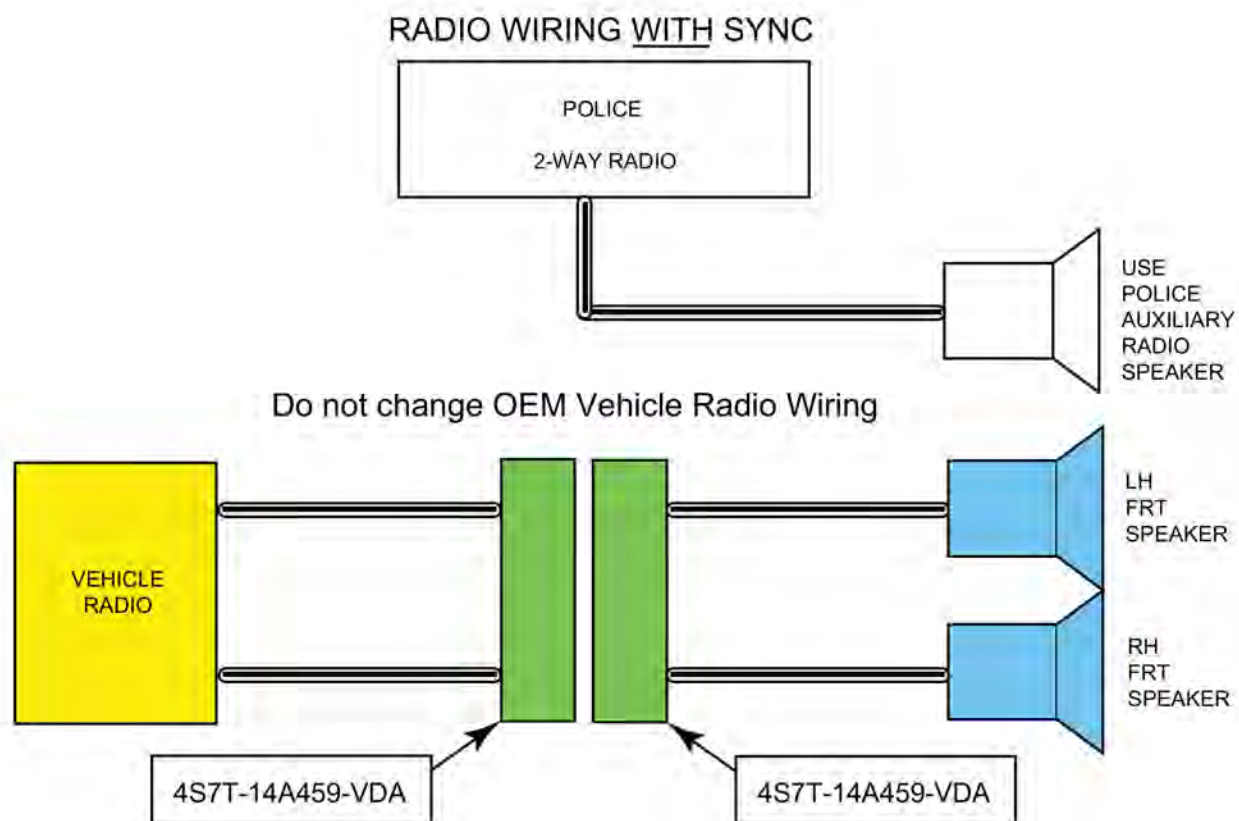 RADIO WIRING WITH SYNC
POLICE
2-WAY RADIO
USE
POLICE
AUXILIARY
RADIO
SPEAKER
Do not change OEM Vehicle Radio Wiring
VEHICLE
RADIO
LH
FRT
SPEAKER
RH
FRT
SPEAKER
4S7T-14A459-VDA
4S7T-14A459-VDA